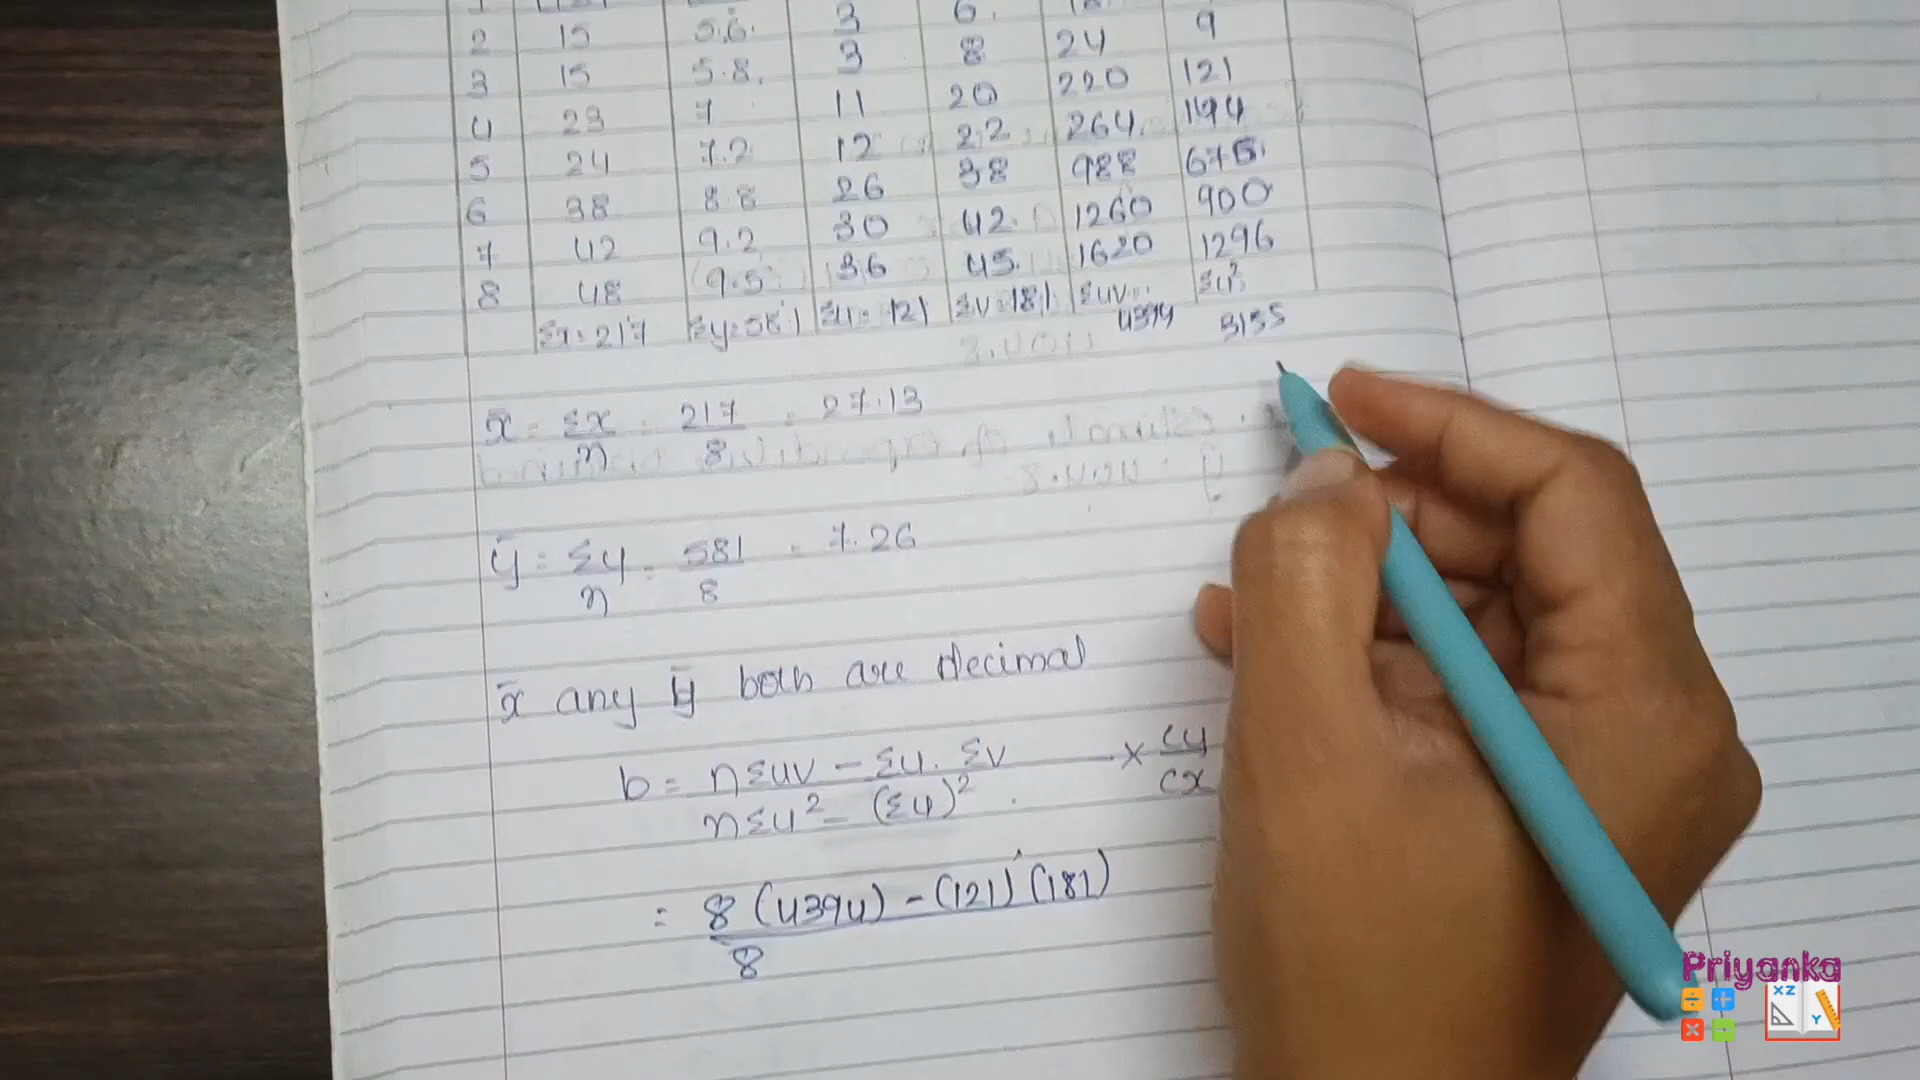 2 15 5.6. 3 6. 9
3 15 5.8. 3 8 24
4 23 7 11 20 220 121
5 24 7.2 12 22 264 144
6 38 8.8 26 38 988 676
7 42 9.2 30 42. 1260 900
8 48 9.5 36 45. 1620 1296
Σx = 217 Σy = 58.1 Σu = 121 Σv = 181 Σuv = 4394 Σu² 3155
x̄ = Σx/n = 217/8 = 27.13
ȳ = Σy/n = 581/8 = 7.26
x̄ any ȳ both are decimal
b = nΣuv - Σu. Σv / nΣu² - (Σu)² × cy/cx
= 8 (4394) - (121) (181) / 8
Priyanka
XZ
Y